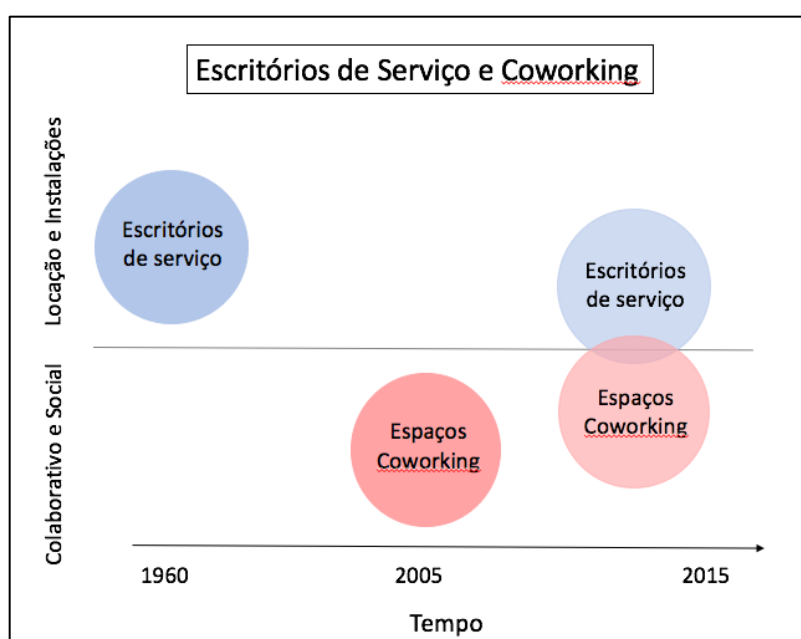 Escritórios de Serviço e Coworking
Locação e Instalações
Escritórios
de serviço
Escritórios
de serviço
Colaborativo e Social
Espaços
Coworking
Espaços
Coworking
1960
2005
2015
Tempo